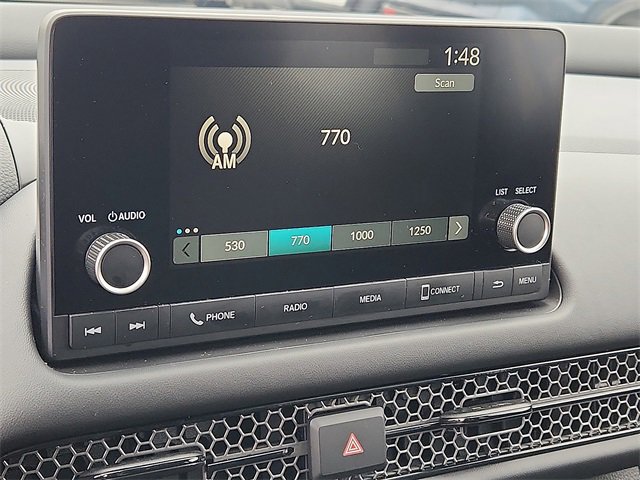 1:48
Scan
770
AM
VOL AUDIO
LIST SELECT
530 770 1000 1250
PHONE RADIO MEDIA CONNECT MENU